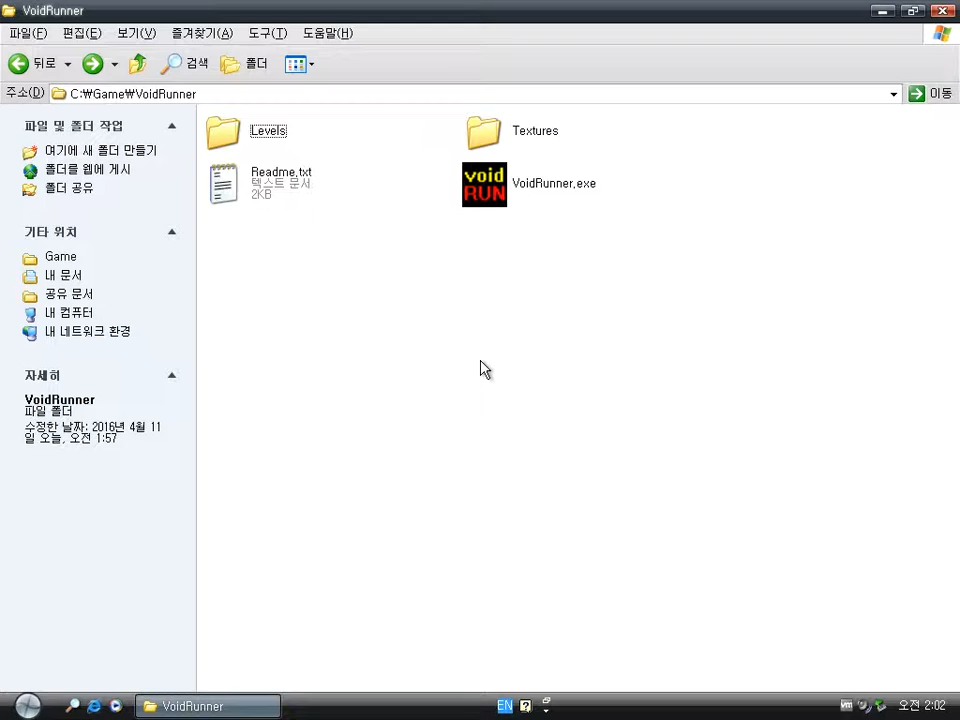 VoidRunner
파일(F) 편집(E) 보기(V) 즐겨찾기(A) 도구(T) 도움말(H)
뒤로 검색 폴더
주소(D) C:₩Game₩VoidRunner 이동
파일 및 폴더 작업
여기에 새 폴더 만들기
폴더를 웹에 게시
폴더 공유
기타 위치
Game
내 문서
공유 문서
내 컴퓨터
내 네트워크 환경
자세히
VoidRunner
파일 폴더
수정한 날짜: 2016년 4월 11
일 오늘, 오전 1:57
Levels
Textures
Readme.txt
텍스트 문서
2KB
void
RUN
VoidRunner.exe
VoidRunner
EN
vm
오전 2:02